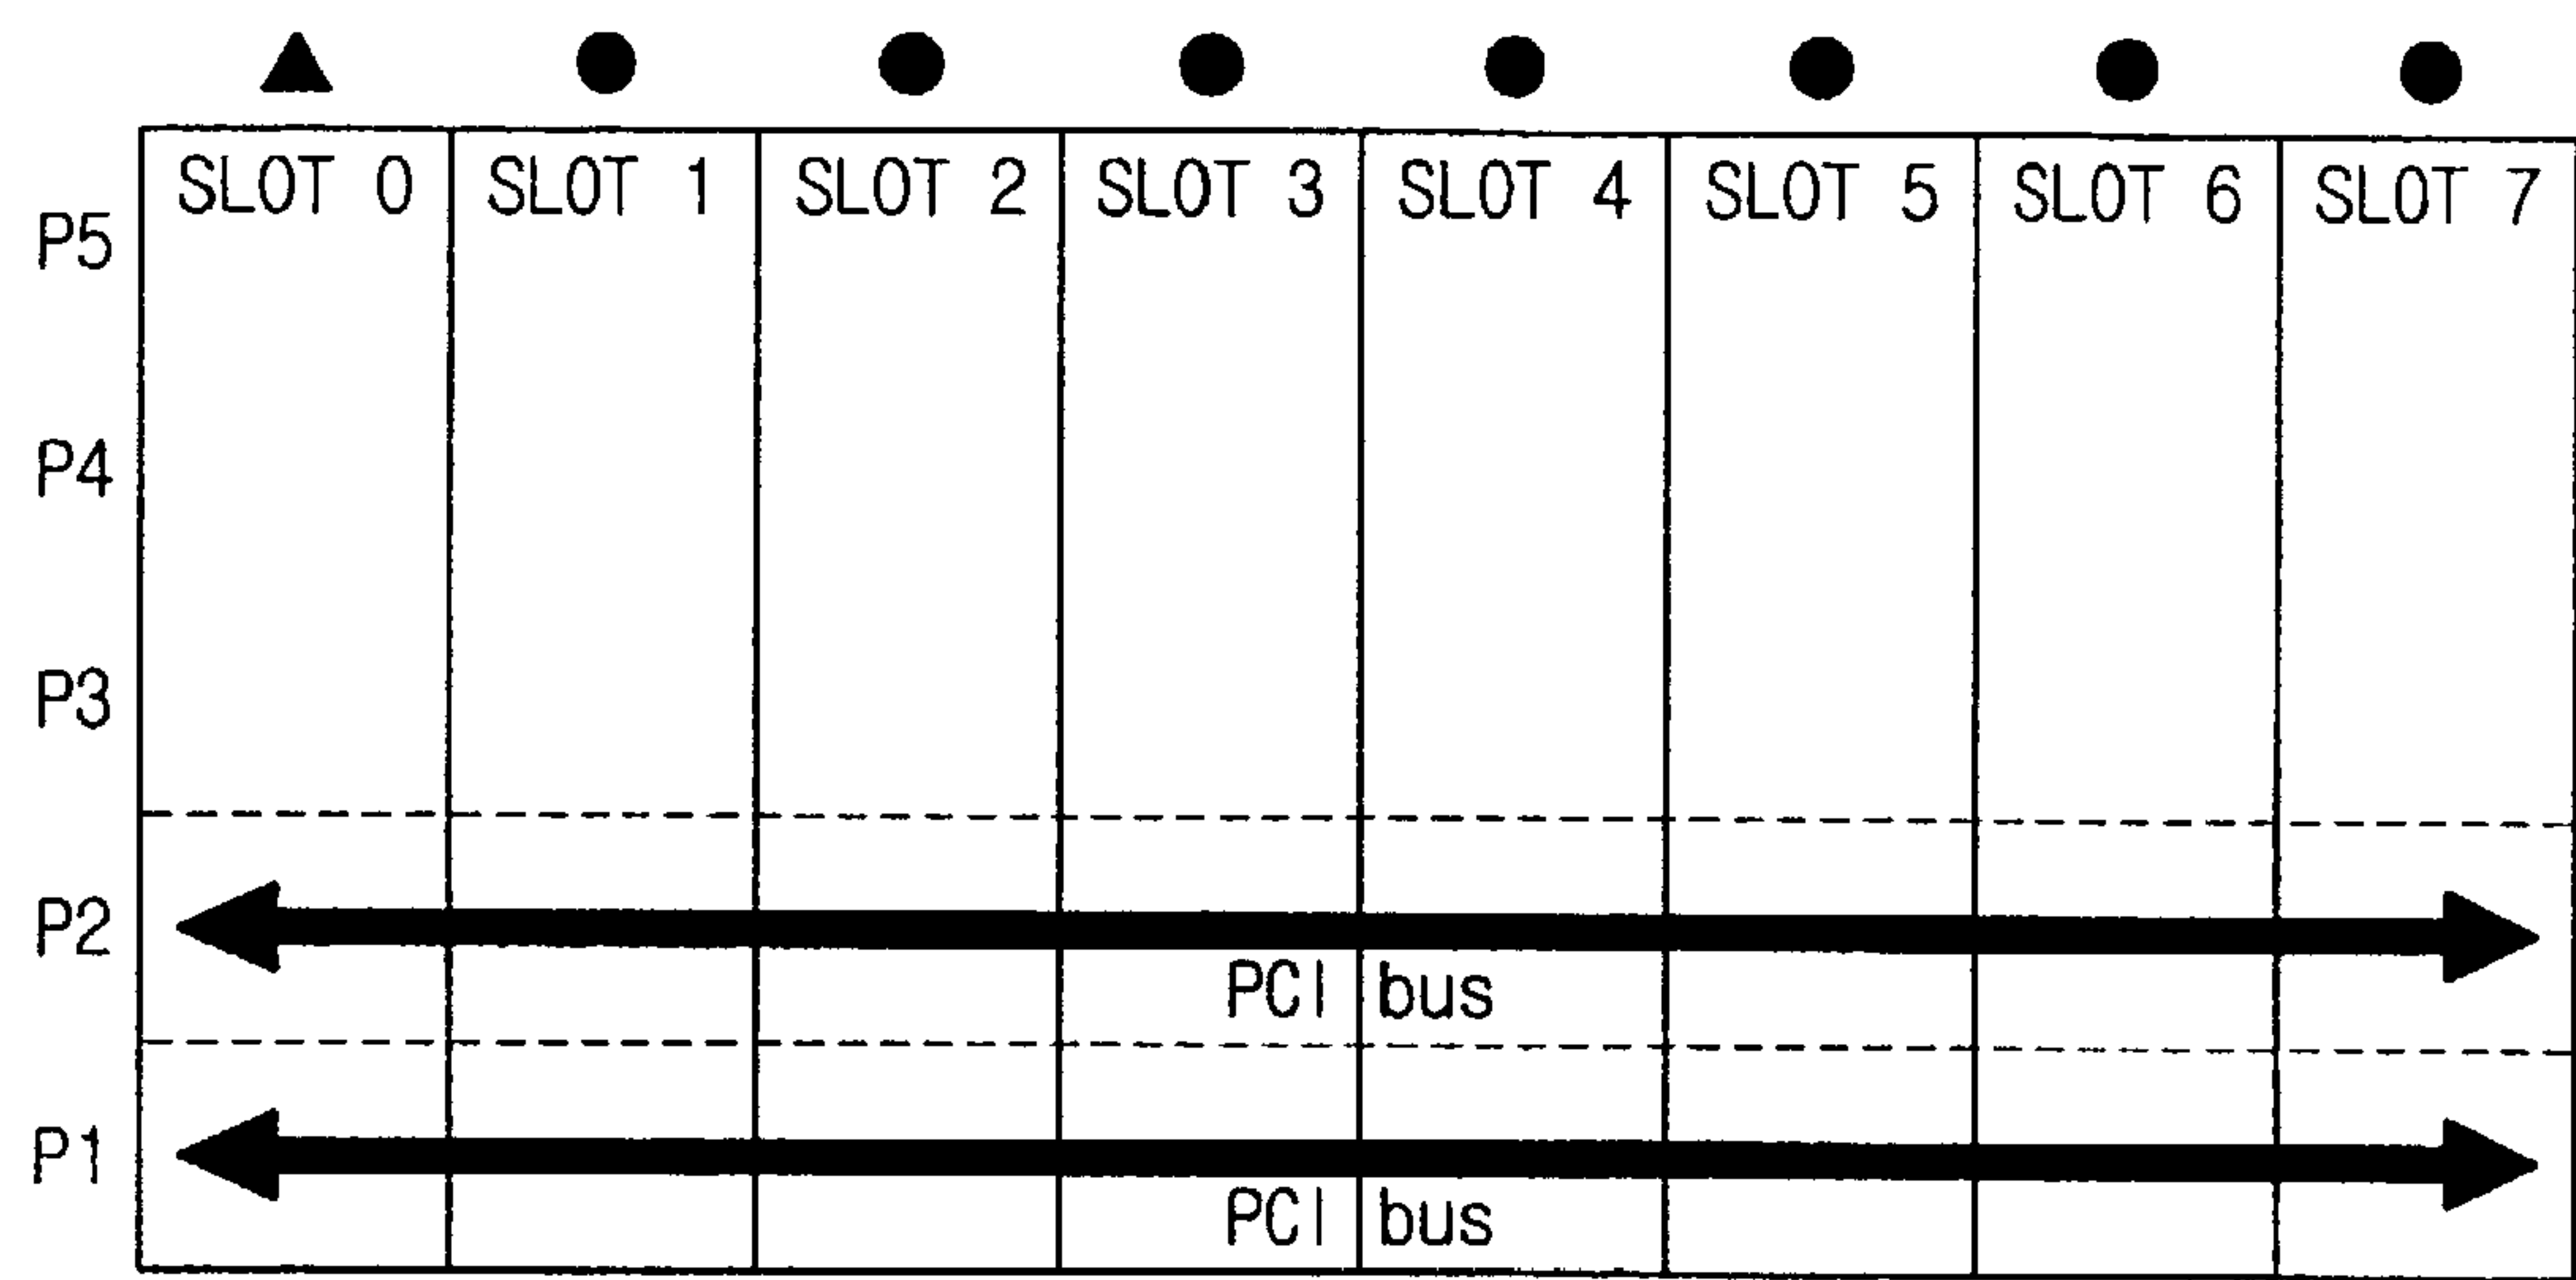 SLOT 0 SLOT 1 SLOT 2 SLOT 3 SLOT 4 SLOT 5 SLOT 6 SLOT 7
P5
P4
P3
P2
PCI bus
P1
PCI bus